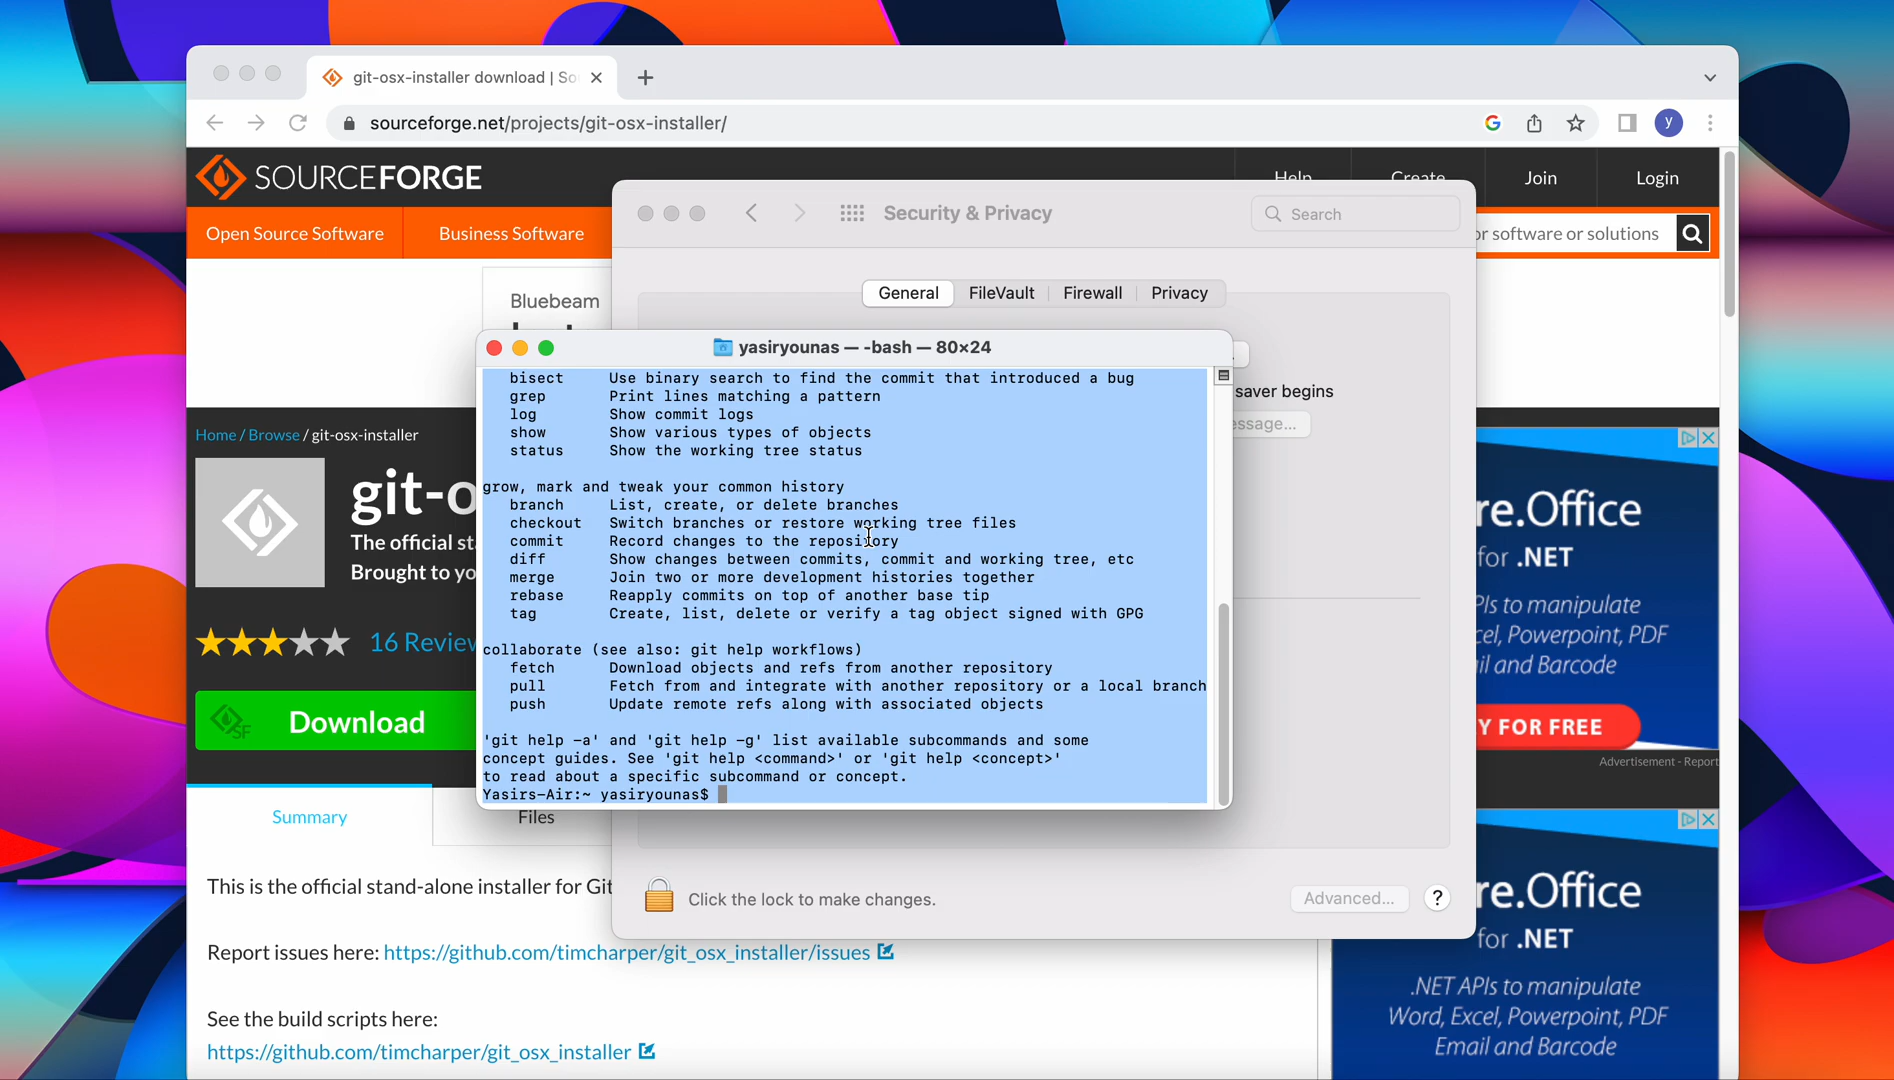 git-osx-installer download | So
sourceforge.net/projects/git-osx-installer/
y
SOURCEFORGE
Help
Create
Join
Login
Open Source Software
Business Software
or software or solutions
Security & Privacy
Search
General
FileVault
Firewall
Privacy
Bluebeam
saver begins
essage...
yasiryounas — -bash — 80×24
bisect Use binary search to find the commit that introduced a bug
grep Print lines matching a pattern
log Show commit logs
show Show various types of objects
status Show the working tree status
grow, mark and tweak your common history
branch List, create, or delete branches
checkout Switch branches or restore working tree files
commit Record changes to the repository
diff Show changes between commits, commit and working tree, etc
merge Join two or more development histories together
rebase Reapply commits on top of another base tip
tag Create, list, delete or verify a tag object signed with GPG
collaborate (see also: git help workflows)
fetch Download objects and refs from another repository
pull Fetch from and integrate with another repository or a local branch
push Update remote refs along with associated objects
'git help -a' and 'git help -g' list available subcommands and some
concept guides. See 'git help <command>' or 'git help <concept>'
to read about a specific subcommand or concept.
Yasirs-Air:~ yasiryounas$
Home / Browse / git-osx-installer
git-o
The official st
Brought to yo
16 Review
SF
Download
Summary
Files
This is the official stand-alone installer for Git
Report issues here: https://github.com/timcharper/git_osx_installer/issues
See the build scripts here:
https://github.com/timcharper/git_osx_installer
Click the lock to make changes.
Advanced...
?
re.Office
for .NET
PIs to manipulate
cel, Powerpoint, PDF
il and Barcode
Y FOR FREE
Advertisement - Report
re.Office
for .NET
.NET APIs to manipulate
Word, Excel, Powerpoint, PDF
Email and Barcode